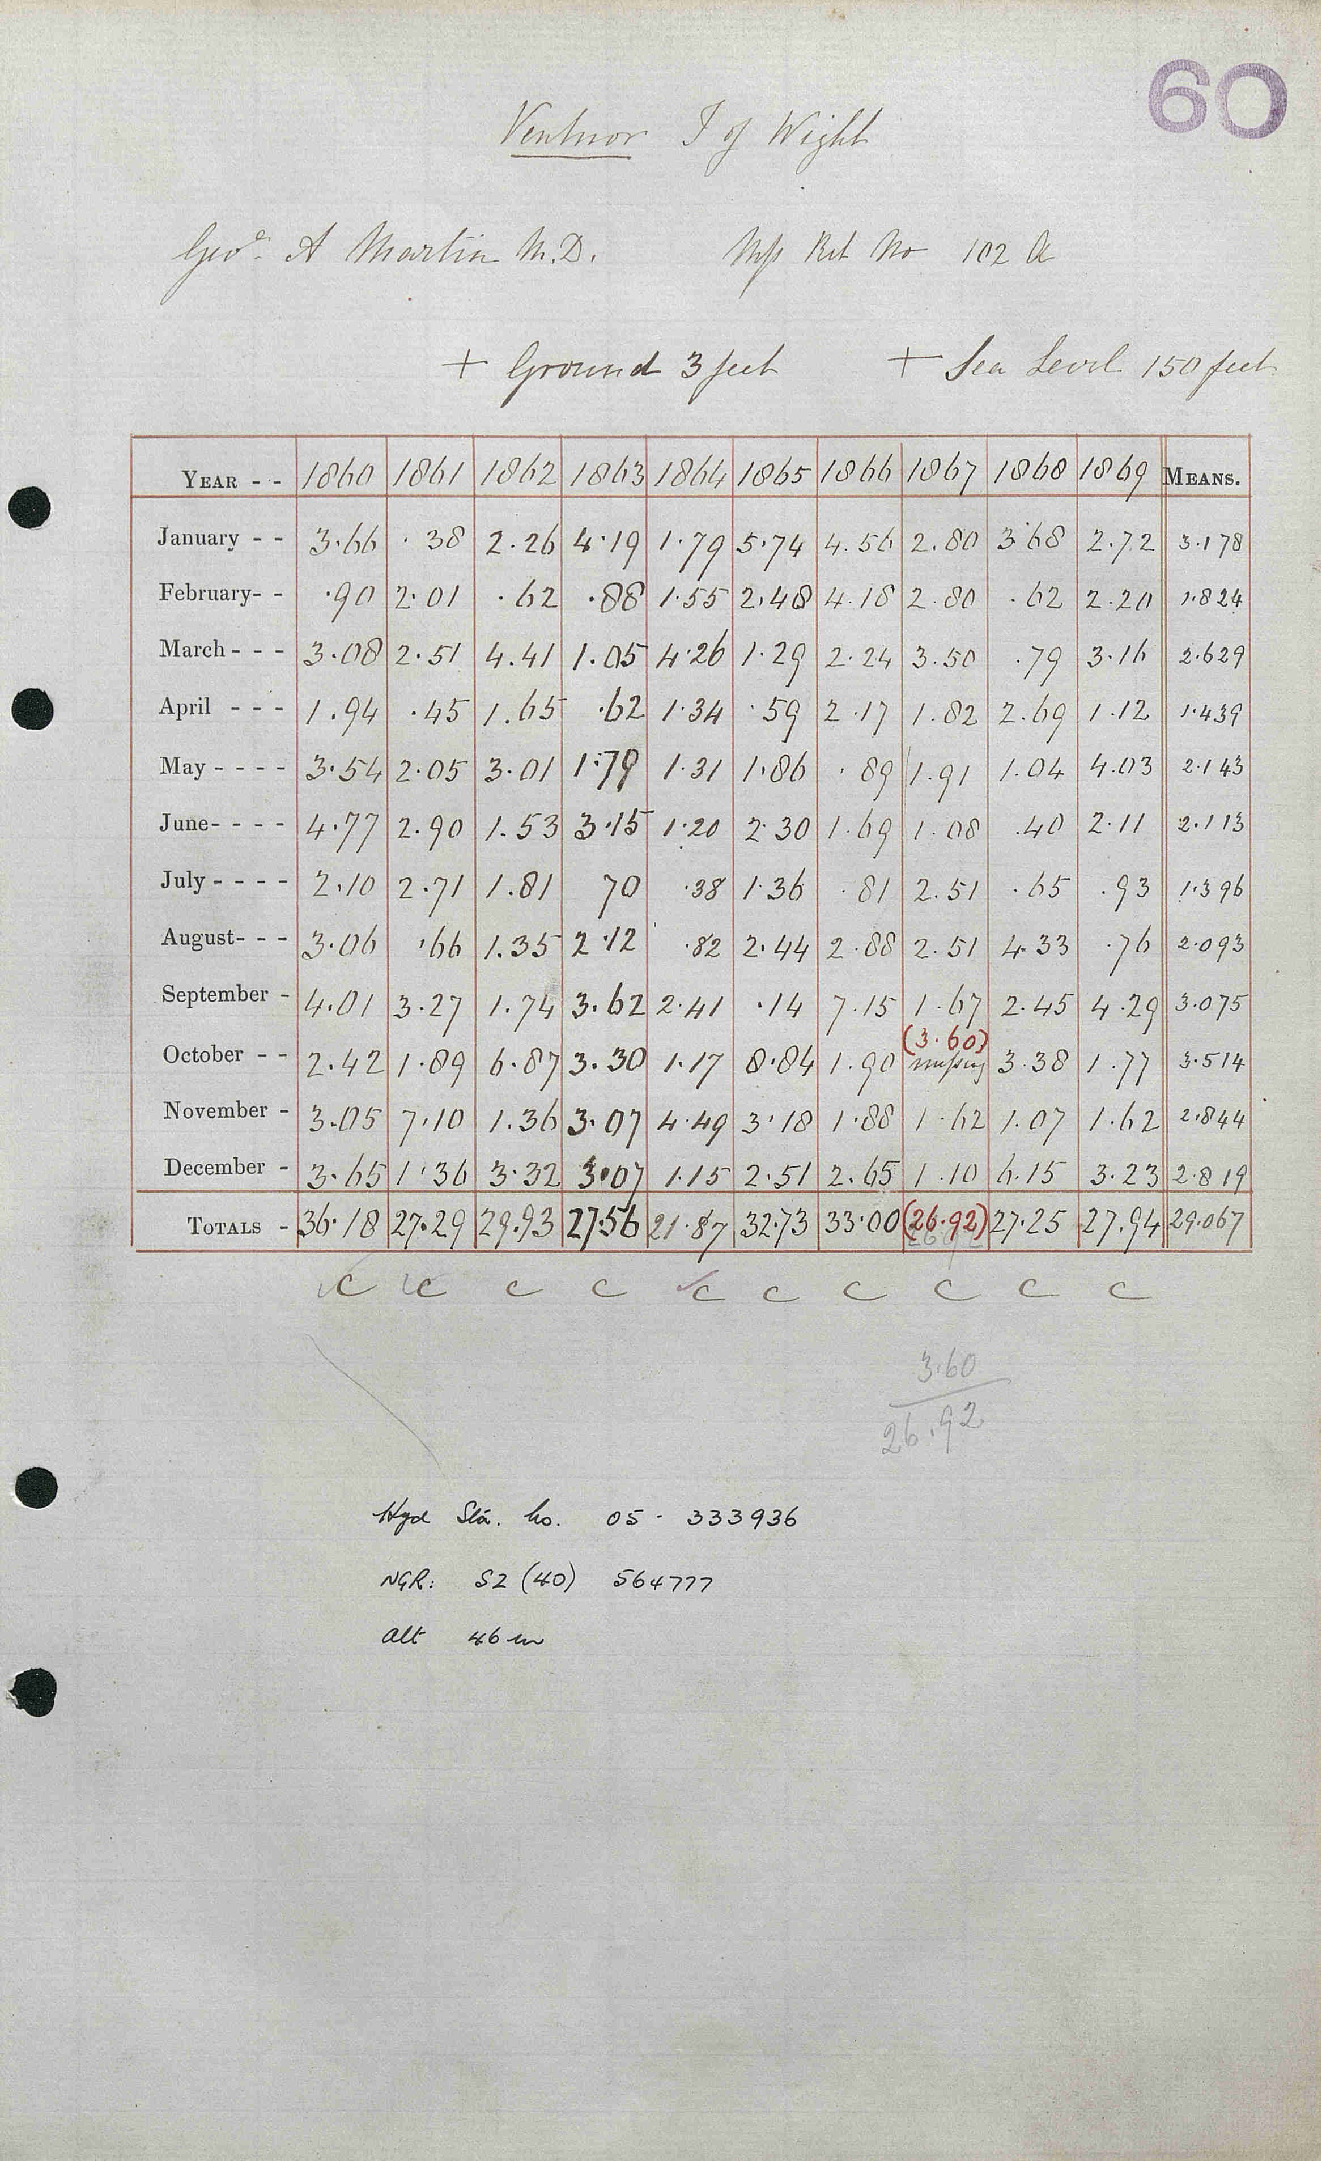 60
Ventnor I of Wight
Geo. A Martin M.D. Mss Ret No 102 a
+ Ground 3 feet + Sea Level 150 feet
YEAR - - 1860 1861 1862 1863 1864 1865 1866 1867 1868 1869 MEANS.
January - - 3.66 .38 2.26 4.19 1.79 5.74 4.56 2.80 3.68 2.72 3.178
February- - .90 2.01 .62 .88 1.55 2.48 4.18 2.80 .62 2.20 1.824
March - - - 3.08 2.51 4.41 1.05 4.26 1.29 2.24 3.50 .79 3.16 2.629
April - - - 1.94 .45 1.65 .62 1.34 .59 2.17 1.82 2.69 1.12 1.439
May - - - - 3.54 2.05 3.01 1.79 1.31 1.86 .89 1.91 1.04 4.03 2.143
June- - - - 4.77 2.90 1.53 3.15 1.20 2.30 1.69 1.08 .40 2.11 2.113
July - - - - 2.10 2.71 1.81 70 .38 1.36 .81 2.51 .65 .93 1.396
August- - - 3.06 .66 1.35 2.12 .82 2.44 2.88 2.51 4.33 .76 2.093
September - 4.01 3.27 1.74 3.62 2.41 .14 7.15 1.67 2.45 4.29 3.075
(3.60)
October - - 2.42 1.89 6.87 3.30 1.17 8.84 1.90 missing 3.38 1.77 3.514
November - 3.05 7.10 1.36 3.07 4.49 3.18 1.88 1.62 1.07 1.62 2.844
December - 3.65 1.36 3.32 3.07 1.15 2.51 2.65 1.10 6.15 3.23 2.819
TOTALS - 36.18 27.29 29.93 27.56 21.87 32.73 33.00 (26.92) 27.25 27.94 29.067
c c c c c c c c c c
3.60
26.92
Hyd Sta. No. 05 - 333936
NGR: SZ (40) 564777
Alt 46 m